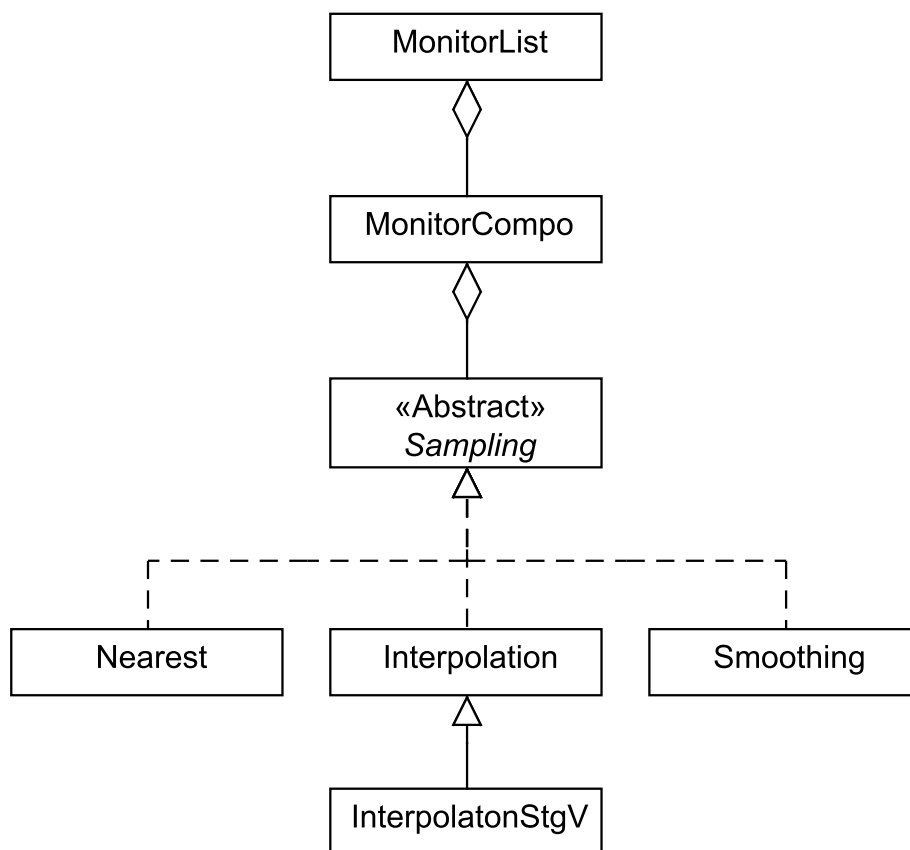 MonitorList
MonitorCompo
«Abstract»
Sampling
Nearest
Interpolation
Smoothing
InterpolatonStgV